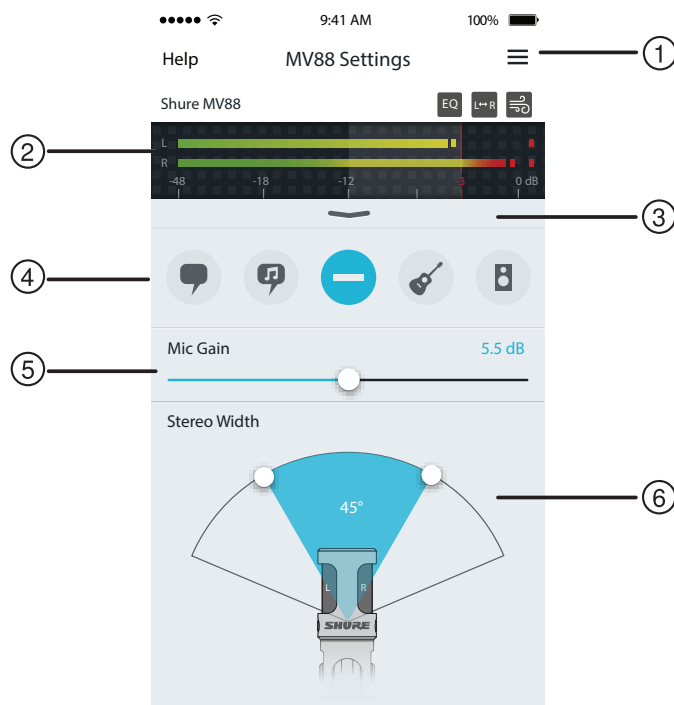 9:41 AM 100%
Help MV88 Settings
1
Shure MV88 EQ L↔R
L
2
R
-48 -18 -12 -3 0 dB
3
4
Mic Gain 5.5 dB
5
Stereo Width
45°
6
L R
SHURE